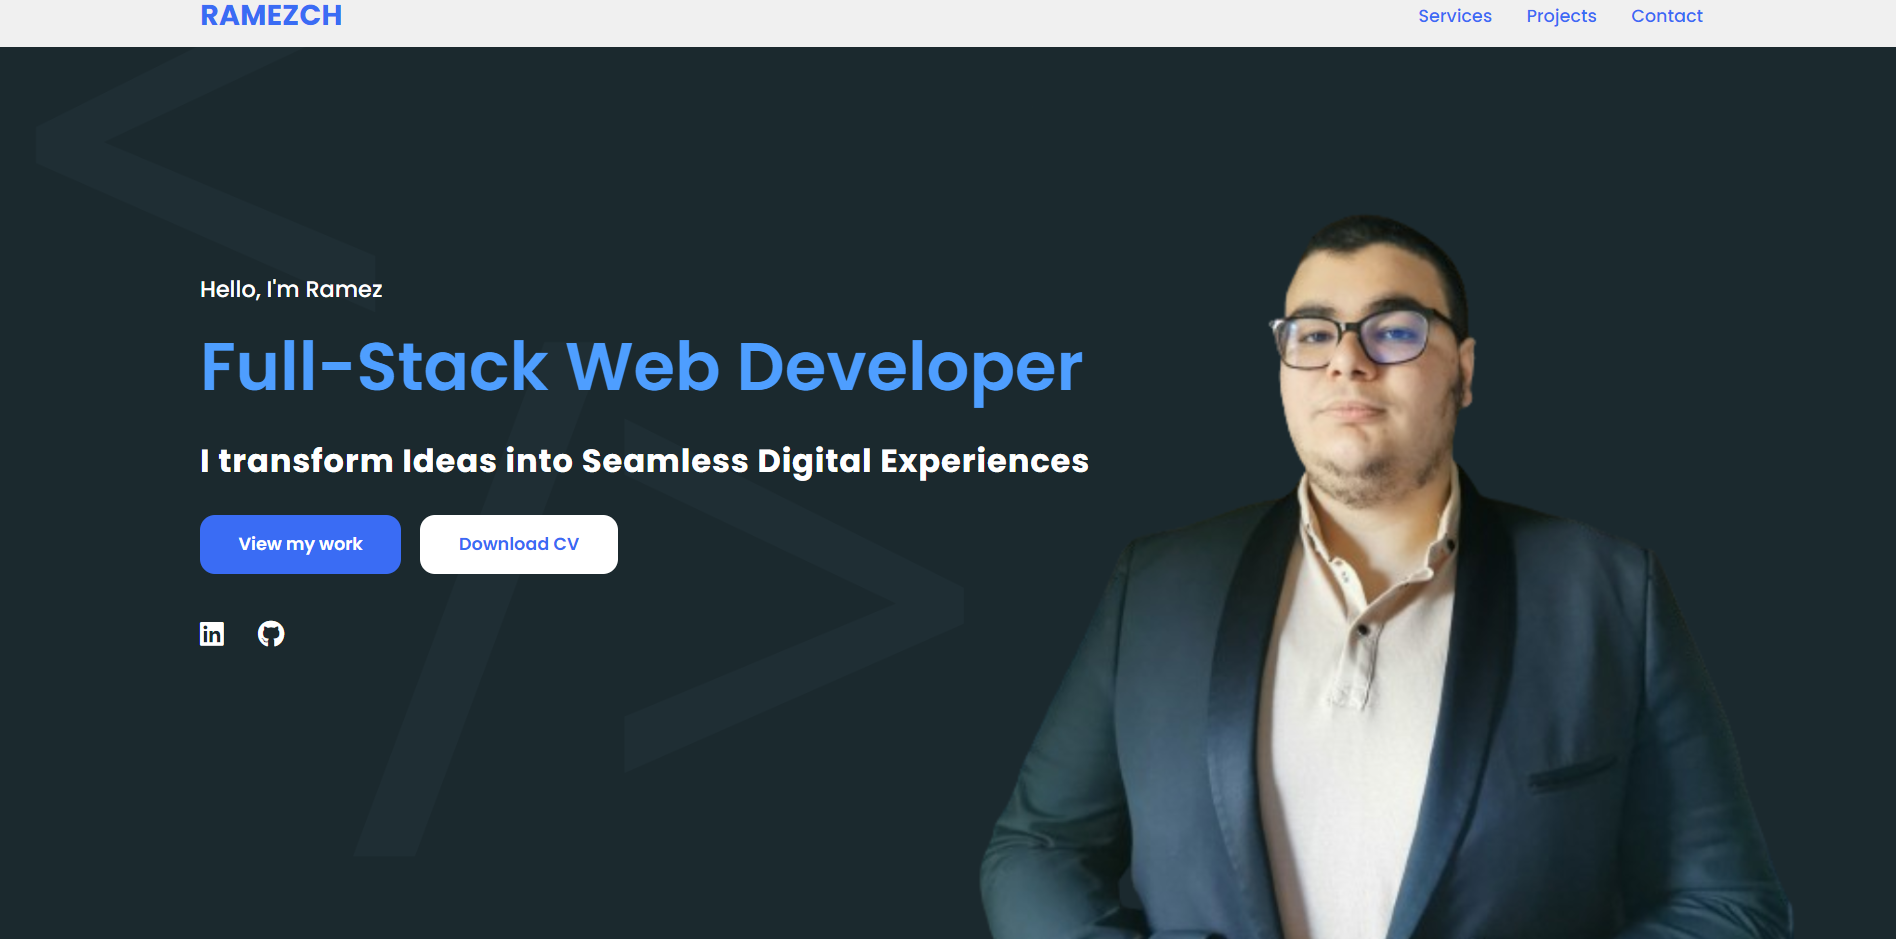 RAMEZCH
Services Projects Contact
Hello, I'm Ramez
Full-Stack Web Developer
I transform Ideas into Seamless Digital Experiences
View my work Download CV
in